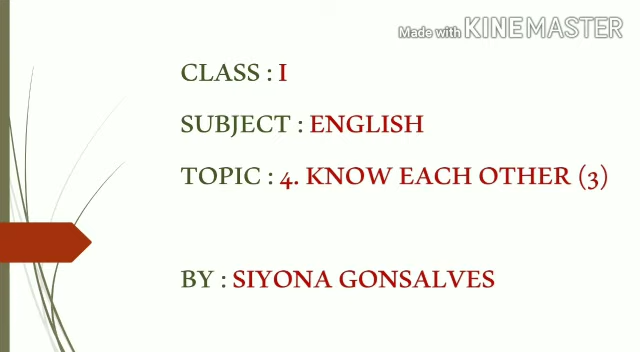 Made with KINEMASTER
CLASS : I
SUBJECT : ENGLISH
TOPIC : 4. KNOW EACH OTHER (3)
BY : SIYONA GONSALVES